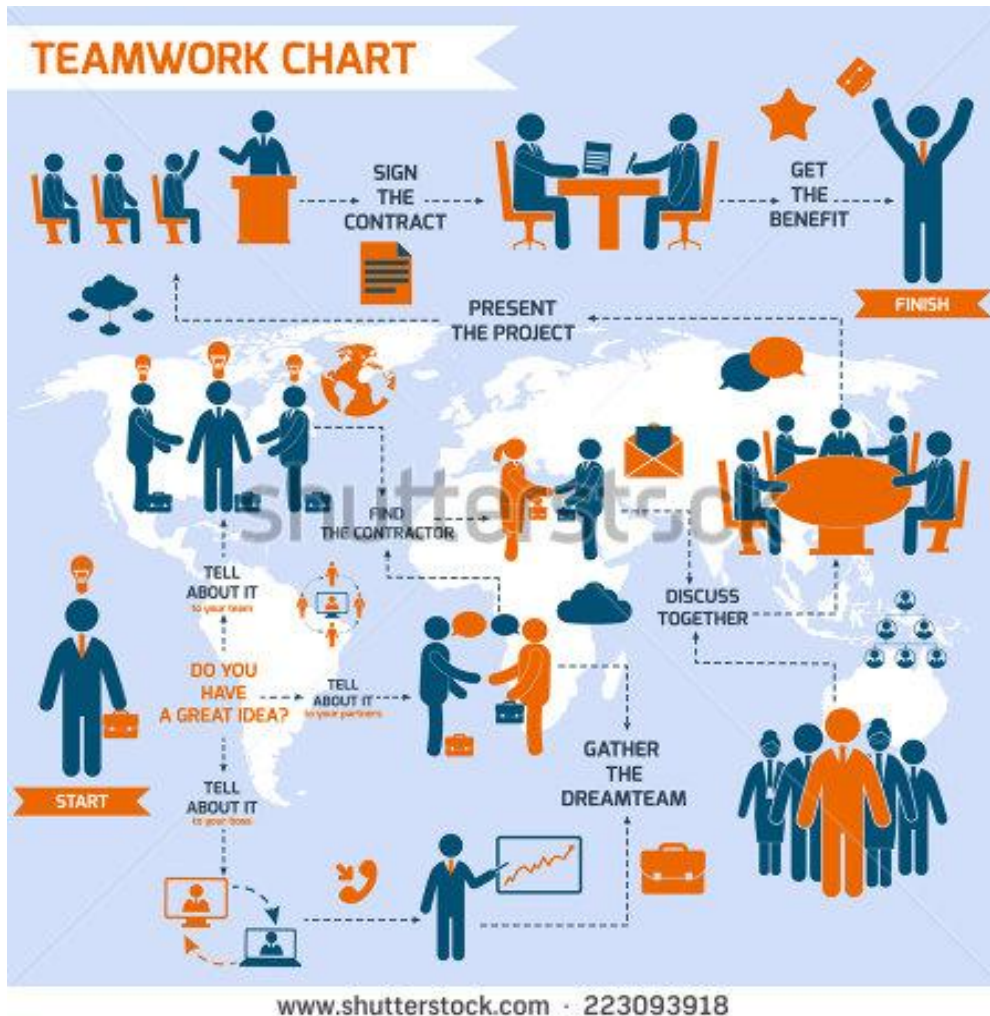 TEAMWORK CHART
SIGN
THE
CONTRACT
GET
THE
BENEFIT
FINISH
PRESENT
THE PROJECT
shutterstock
FIND
THE CONTRACTOR
TELL
ABOUT IT
to your team
DISCUSS
TOGETHER
DO YOU
HAVE
A GREAT IDEA?
TELL
ABOUT IT
to your partners
GATHER
THE
DREAMTEAM
START
TELL
ABOUT IT
to your boss
www.shutterstock.com · 223093918